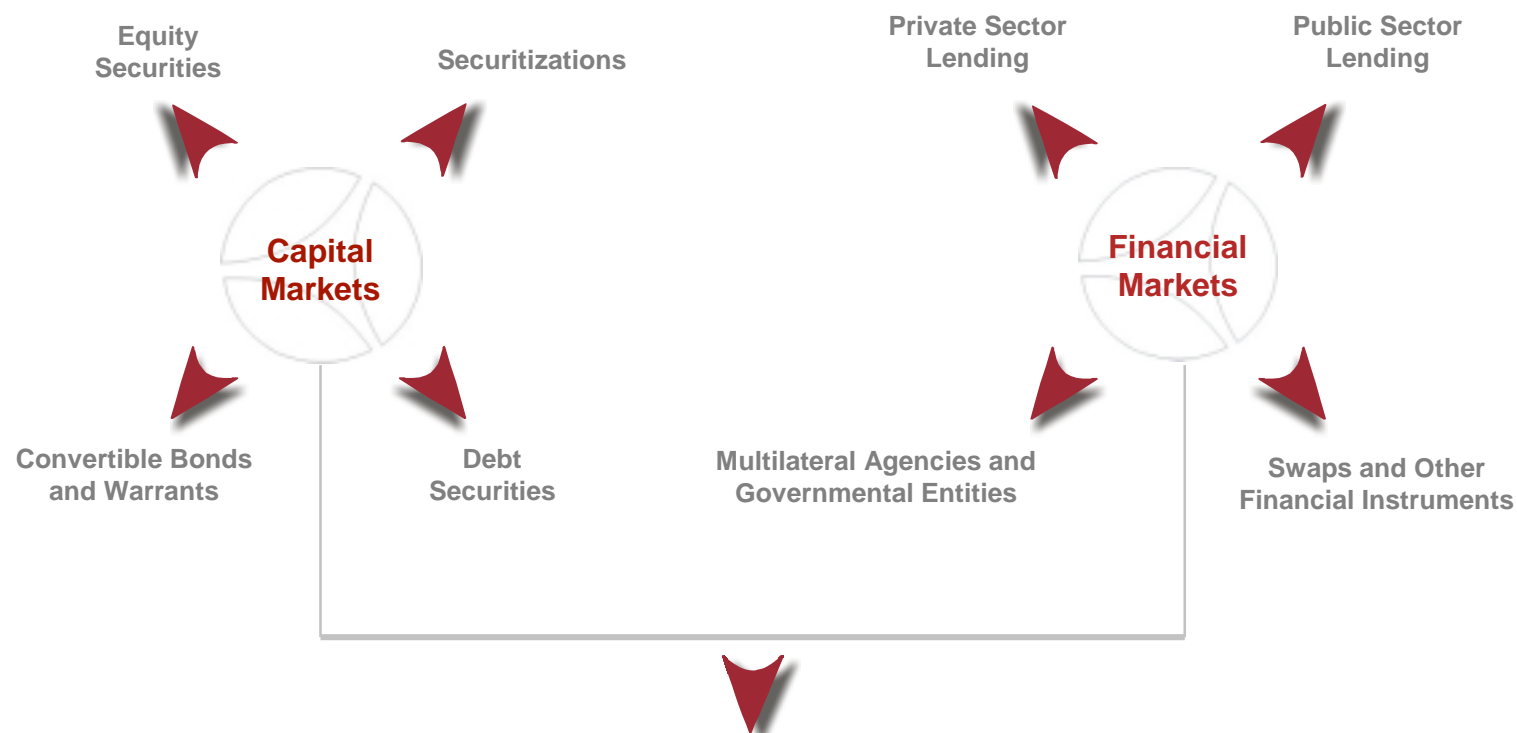 Equity
Securities
Securitizations
Private Sector
Lending
Public Sector
Lending
Capital
Markets
Financial
Markets
Convertible Bonds
and Warrants
Debt
Securities
Multilateral Agencies and
Governmental Entities
Swaps and Other
Financial Instruments